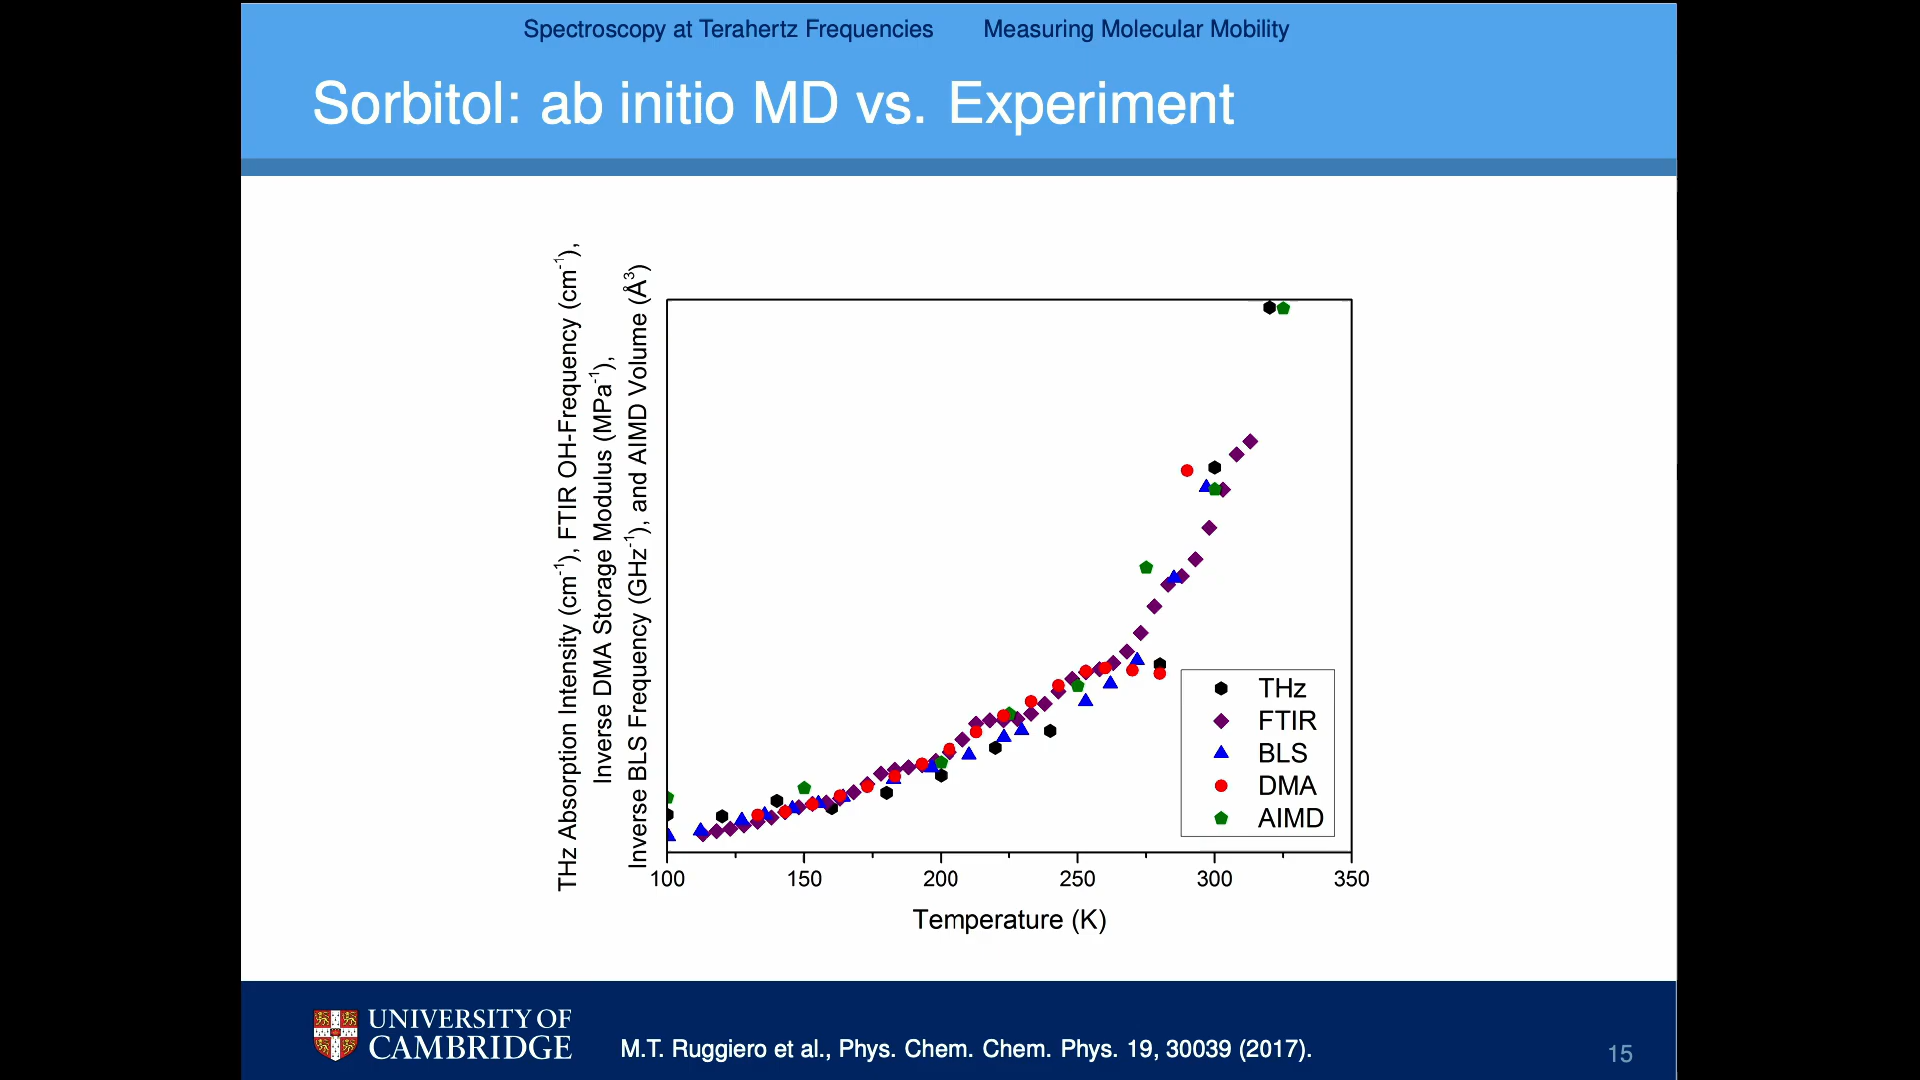 Spectroscopy at Terahertz Frequencies Measuring Molecular Mobility
Sorbitol: ab initio MD vs. Experiment
THz Absorption Intensity (cm⁻¹), FTIR OH-Frequency (cm⁻¹),
Inverse DMA Storage Modulus (MPa⁻¹),
Inverse BLS Frequency (GHz⁻¹), and AIMD Volume (Å³)
THz
FTIR
BLS
DMA
AIMD
100 150 200 250 300 350
Temperature (K)
UNIVERSITY OF
CAMBRIDGE
M.T. Ruggiero et al., Phys. Chem. Chem. Phys. 19, 30039 (2017).
15